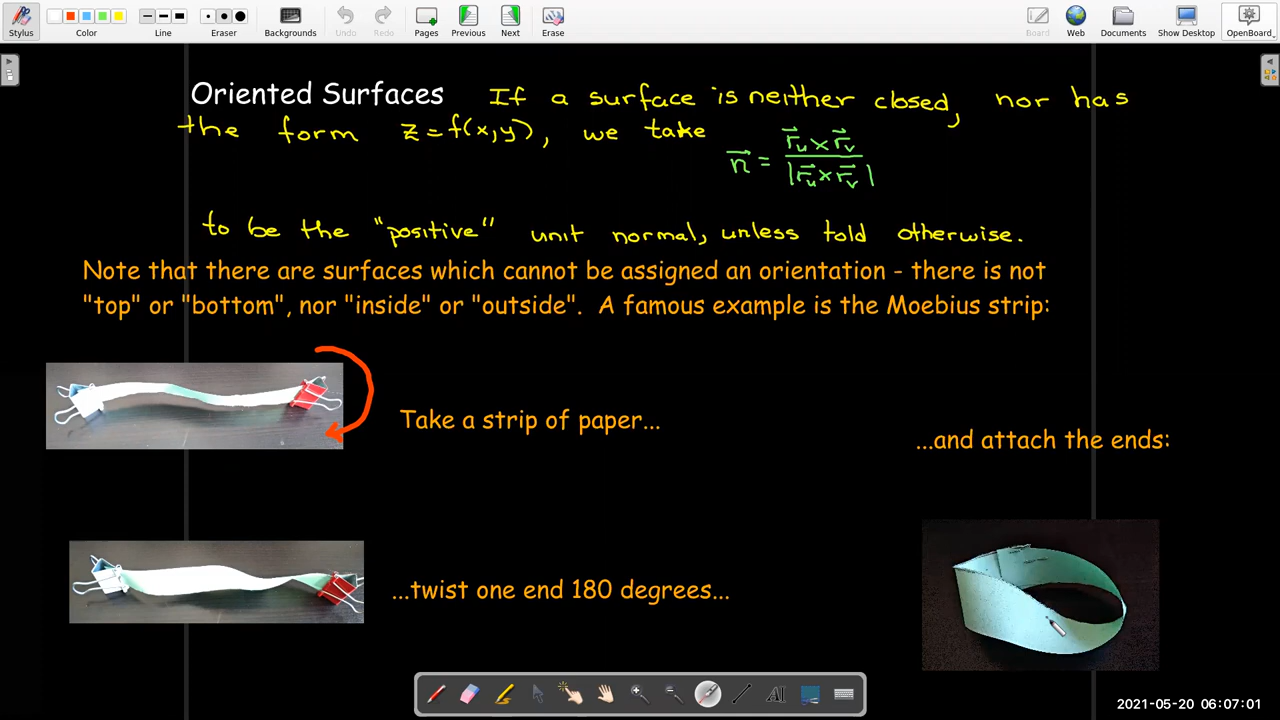 Stylus
Color
Line
Eraser
Backgrounds
Undo
Redo
Pages
Previous
Next
Erase
Board
Web
Documents
Show Desktop
OpenBoard
Oriented Surfaces If a surface is neither closed, nor has
the form z=f(x,y), we take
n⃗ = r⃗ᵤ × r⃗ᵥ / |r⃗ᵤ × r⃗ᵥ|
to be the "positive" unit normal, unless told otherwise.
Note that there are surfaces which cannot be assigned an orientation - there is not
"top" or "bottom", nor "inside" or "outside". A famous example is the Moebius strip:
Take a strip of paper...
...and attach the ends:
...twist one end 180 degrees...
AI
2021-05-20 06:07:01